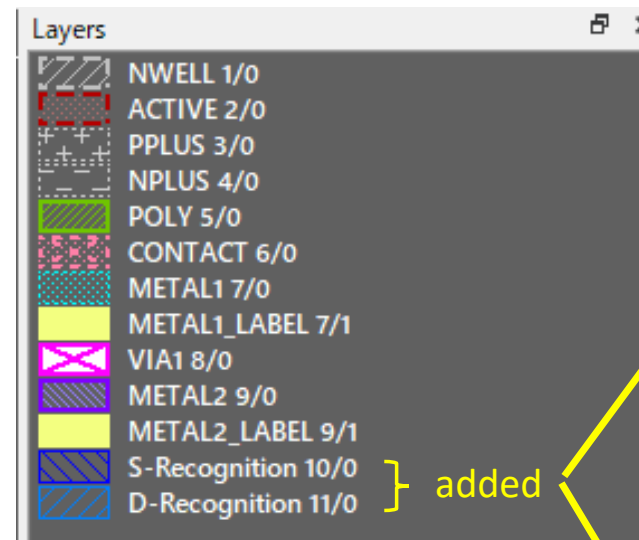 Layers
NWELL 1/0
ACTIVE 2/0
PPLUS 3/0
NPLUS 4/0
POLY 5/0
CONTACT 6/0
METAL1 7/0
METAL1_LABEL 7/1
VIA1 8/0
METAL2 9/0
METAL2_LABEL 9/1
S-Recognition 10/0
D-Recognition 11/0
added